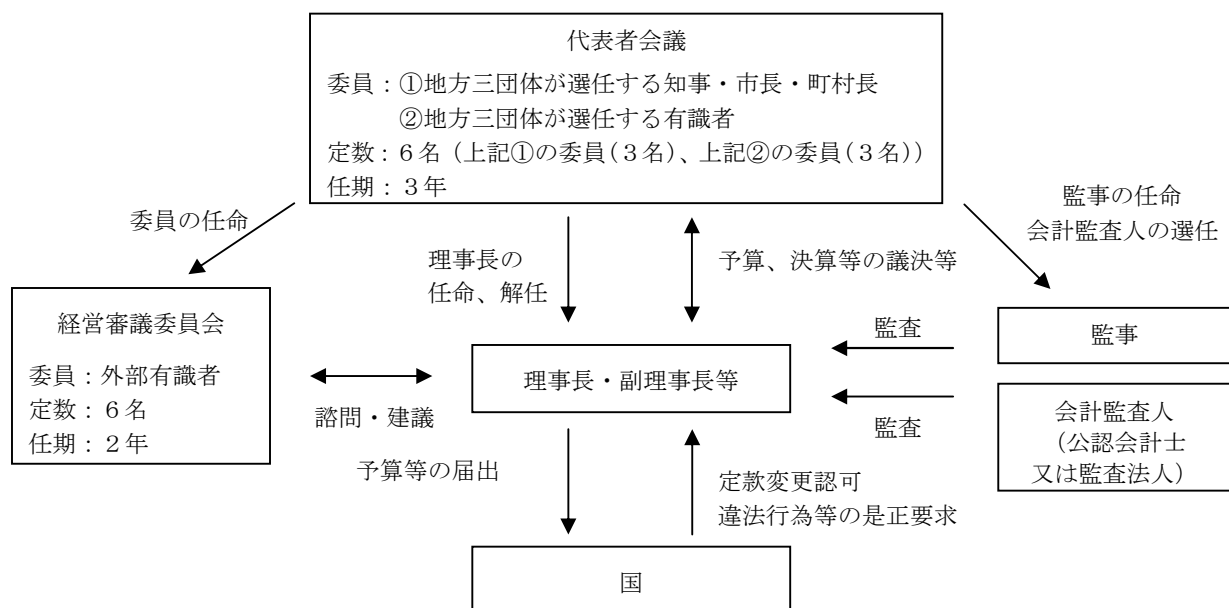 代表者会議
委員：①地方三団体が選任する知事・市長・町村長
②地方三団体が選任する有識者
定数：６名（上記①の委員（３名）、上記②の委員（３名））
任期：３年
委員の任命
理事長の
任命、解任
予算、決算等の議決等
監事の任命
会計監査人の選任
経営審議委員会
委員：外部有識者
定数：６名
任期：２年
諮問・建議
理事長・副理事長等
監査
監査
監事
会計監査人
（公認会計士
又は監査法人）
予算等の届出
定款変更認可
違法行為等の是正要求
国